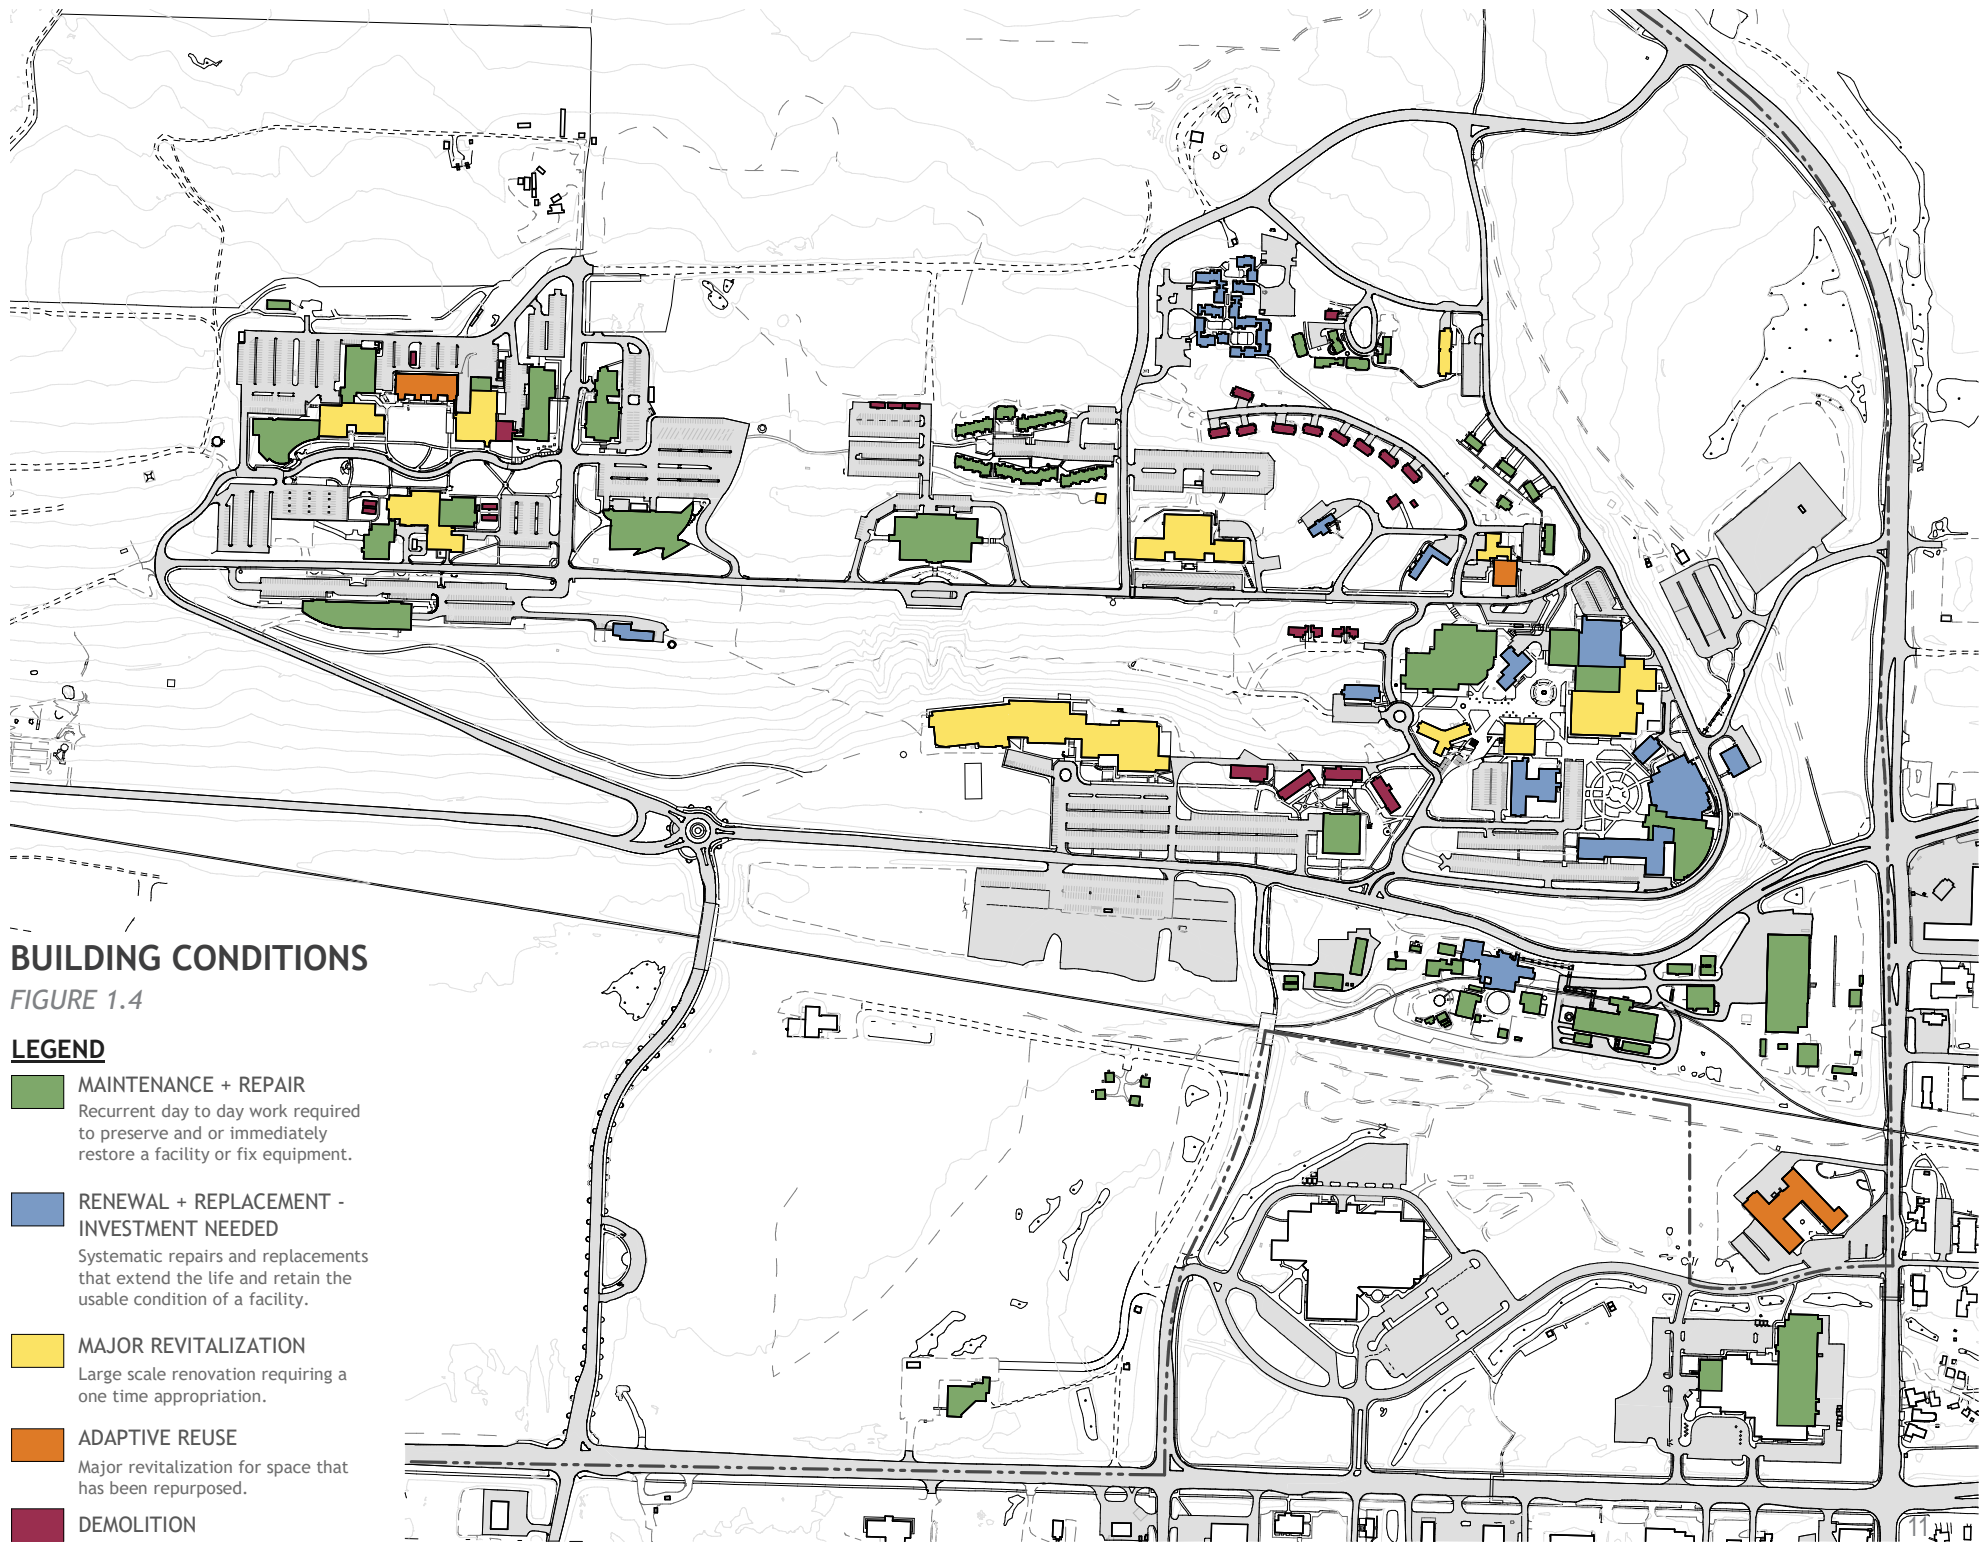 BUILDING CONDITIONS
FIGURE 1.4
LEGEND
MAINTENANCE + REPAIR
Recurrent day to day work required
to preserve and or immediately
restore a facility or fix equipment.
RENEWAL + REPLACEMENT -
INVESTMENT NEEDED
Systematic repairs and replacements
that extend the life and retain the
usable condition of a facility.
MAJOR REVITALIZATION
Large scale renovation requiring a
one time appropriation.
ADAPTIVE REUSE
Major revitalization for space that
has been repurposed.
DEMOLITION
11